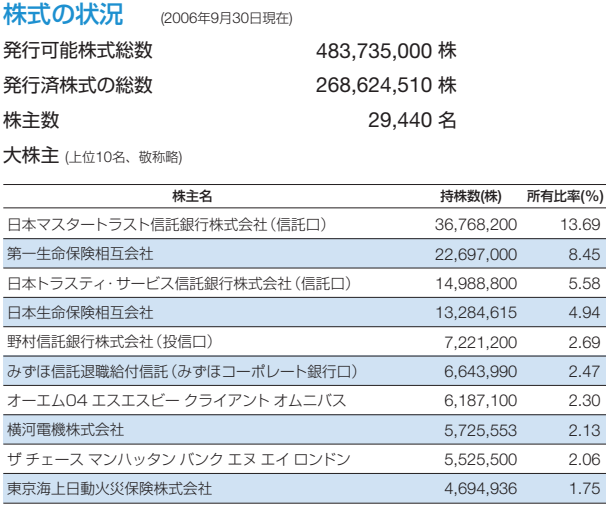 株式の状況 (2006年9月30日現在)
発行可能株式総数 483,735,000 株
発行済株式の総数 268,624,510 株
株主数 29,440 名
大株主 (上位10名、敬称略)
株主名 持株数(株) 所有比率(%)
日本マスタートラスト信託銀行株式会社(信託口) 36,768,200 13.69
第一生命保険相互会社 22,697,000 8.45
日本トラスティ・サービス信託銀行株式会社(信託口) 14,988,800 5.58
日本生命保険相互会社 13,284,615 4.94
野村信託銀行株式会社(投信口) 7,221,200 2.69
みずほ信託退職給付信託(みずほコーポレート銀行口) 6,643,990 2.47
オーエム04 エスエスビー クライアント オムニバス 6,187,100 2.30
横河電機株式会社 5,725,553 2.13
ザ チェース マンハッタン バンク エヌ エイ ロンドン 5,525,500 2.06
東京海上日動火災保険株式会社 4,694,936 1.75